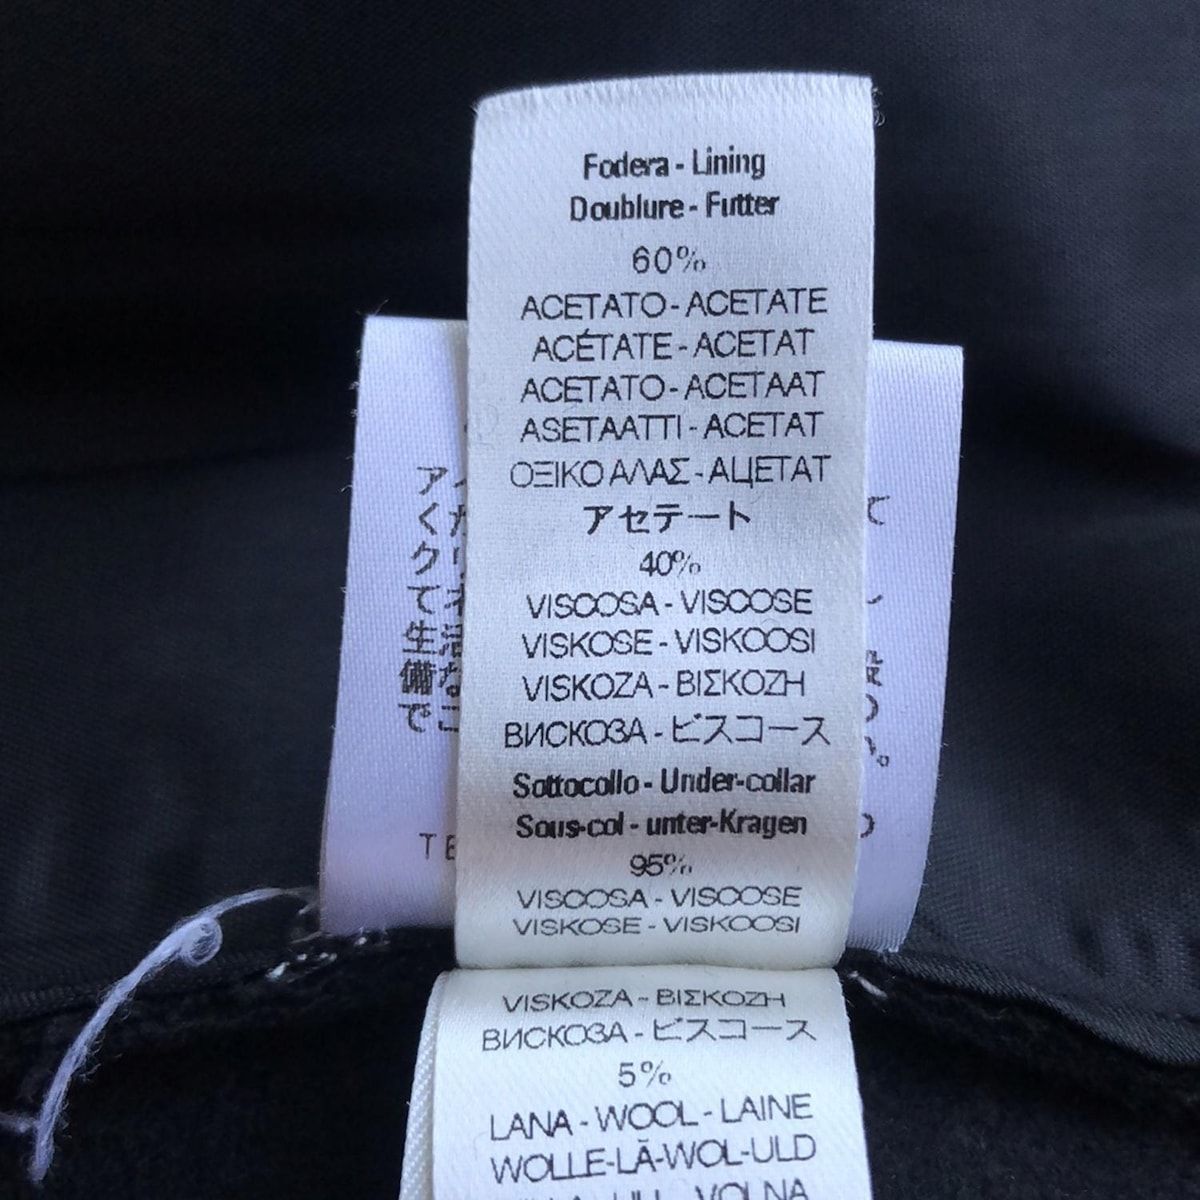 Fodera - Lining
Doublure - Futter
60%
ACETATO - ACETATE
ACÉTATE - ACETAT
ACETATO - ACETAAT
ASETAATTI - ACETAT
ΟΞΙΚΟ ΑΛΑΣ - АЦЕТАТ
アセテート
40%
VISCOSA - VISCOSE
VISKOSE - VISKOOSI
VISKOZA - ΒΙΣΚΟΖΗ
ВИСКОЗА - ビスコース
Sottocollo - Under-collar
Sous-col - unter-Kragen
95%
VISCOSA - VISCOSE
VISKOSE - VISKOOSI
VISKOZA - ΒΙΣΚΟΖΗ
ВИСКОЗА - ビスコース
5%
LANA - WOOL - LAINE
WOLLE-LÃ-WOL-ULD
VOLNA